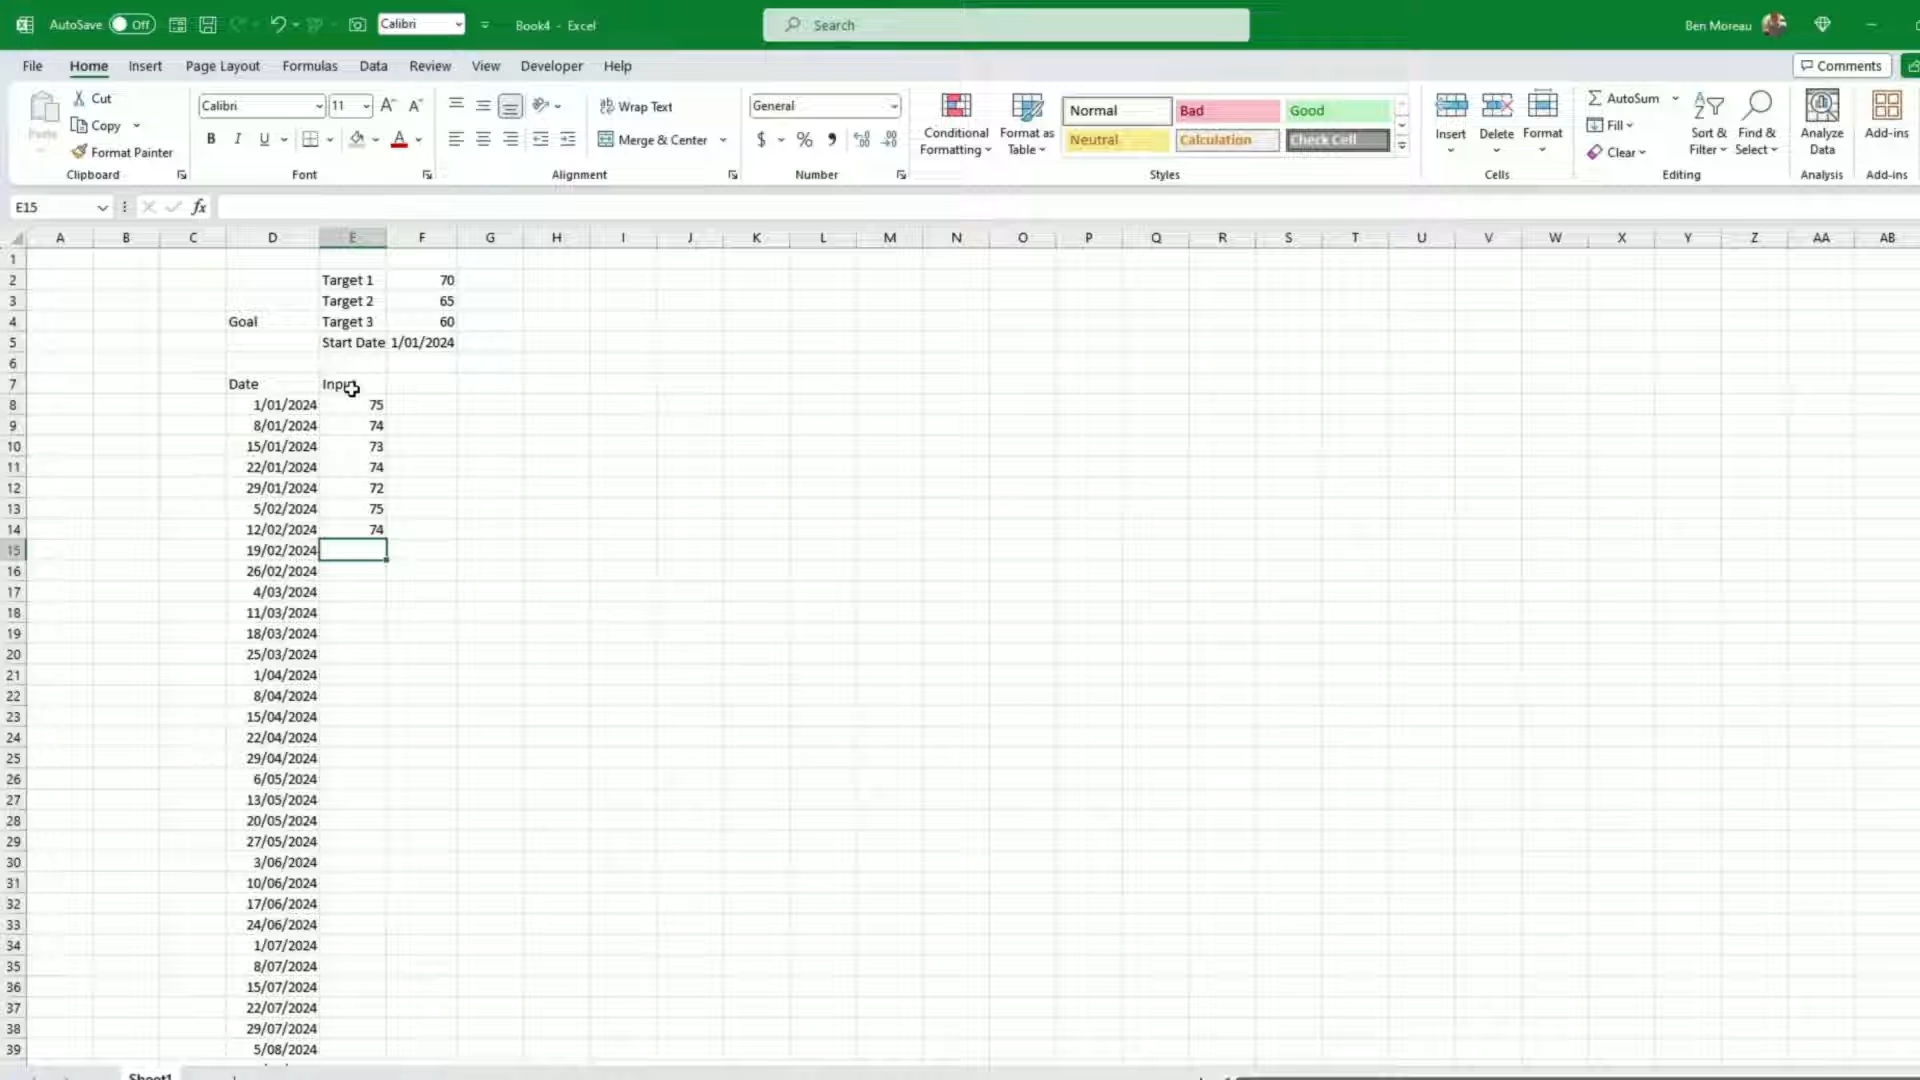 AutoSave Off Calibri Book4 - Excel Search Ben Moreau
File Home Insert Page Layout Formulas Data Review View Developer Help Comments
Paste Cut Copy Format Painter Clipboard
Calibri 11 B I U A Font
Wrap Text Merge & Center Alignment
General $ % Number
Conditional Formatting Format as Table
Normal Bad Good
Neutral Calculation Check Cell
Styles
Insert Delete Format Cells
AutoSum Fill Clear Sort & Filter Find & Select Editing
Analyze Data Analysis
Add-ins Add-ins
E15 fx
A B C D E F G H I J K L M N O P Q R S T U V W X Y Z AA AB
1
2 Target 1 70
3 Target 2 65
4 Goal Target 3 60
5 Start Date 1/01/2024
6
7 Date Input
8 1/01/2024 75
9 8/01/2024 74
10 15/01/2024 73
11 22/01/2024 74
12 29/01/2024 72
13 5/02/2024 75
14 12/02/2024 74
15 19/02/2024
16 26/02/2024
17 4/03/2024
18 11/03/2024
19 18/03/2024
20 25/03/2024
21 1/04/2024
22 8/04/2024
23 15/04/2024
24 22/04/2024
25 29/04/2024
26 6/05/2024
27 13/05/2024
28 20/05/2024
29 27/05/2024
30 3/06/2024
31 10/06/2024
32 17/06/2024
33 24/06/2024
34 1/07/2024
35 8/07/2024
36 15/07/2024
37 22/07/2024
38 29/07/2024
39 5/08/2024
Sheet1